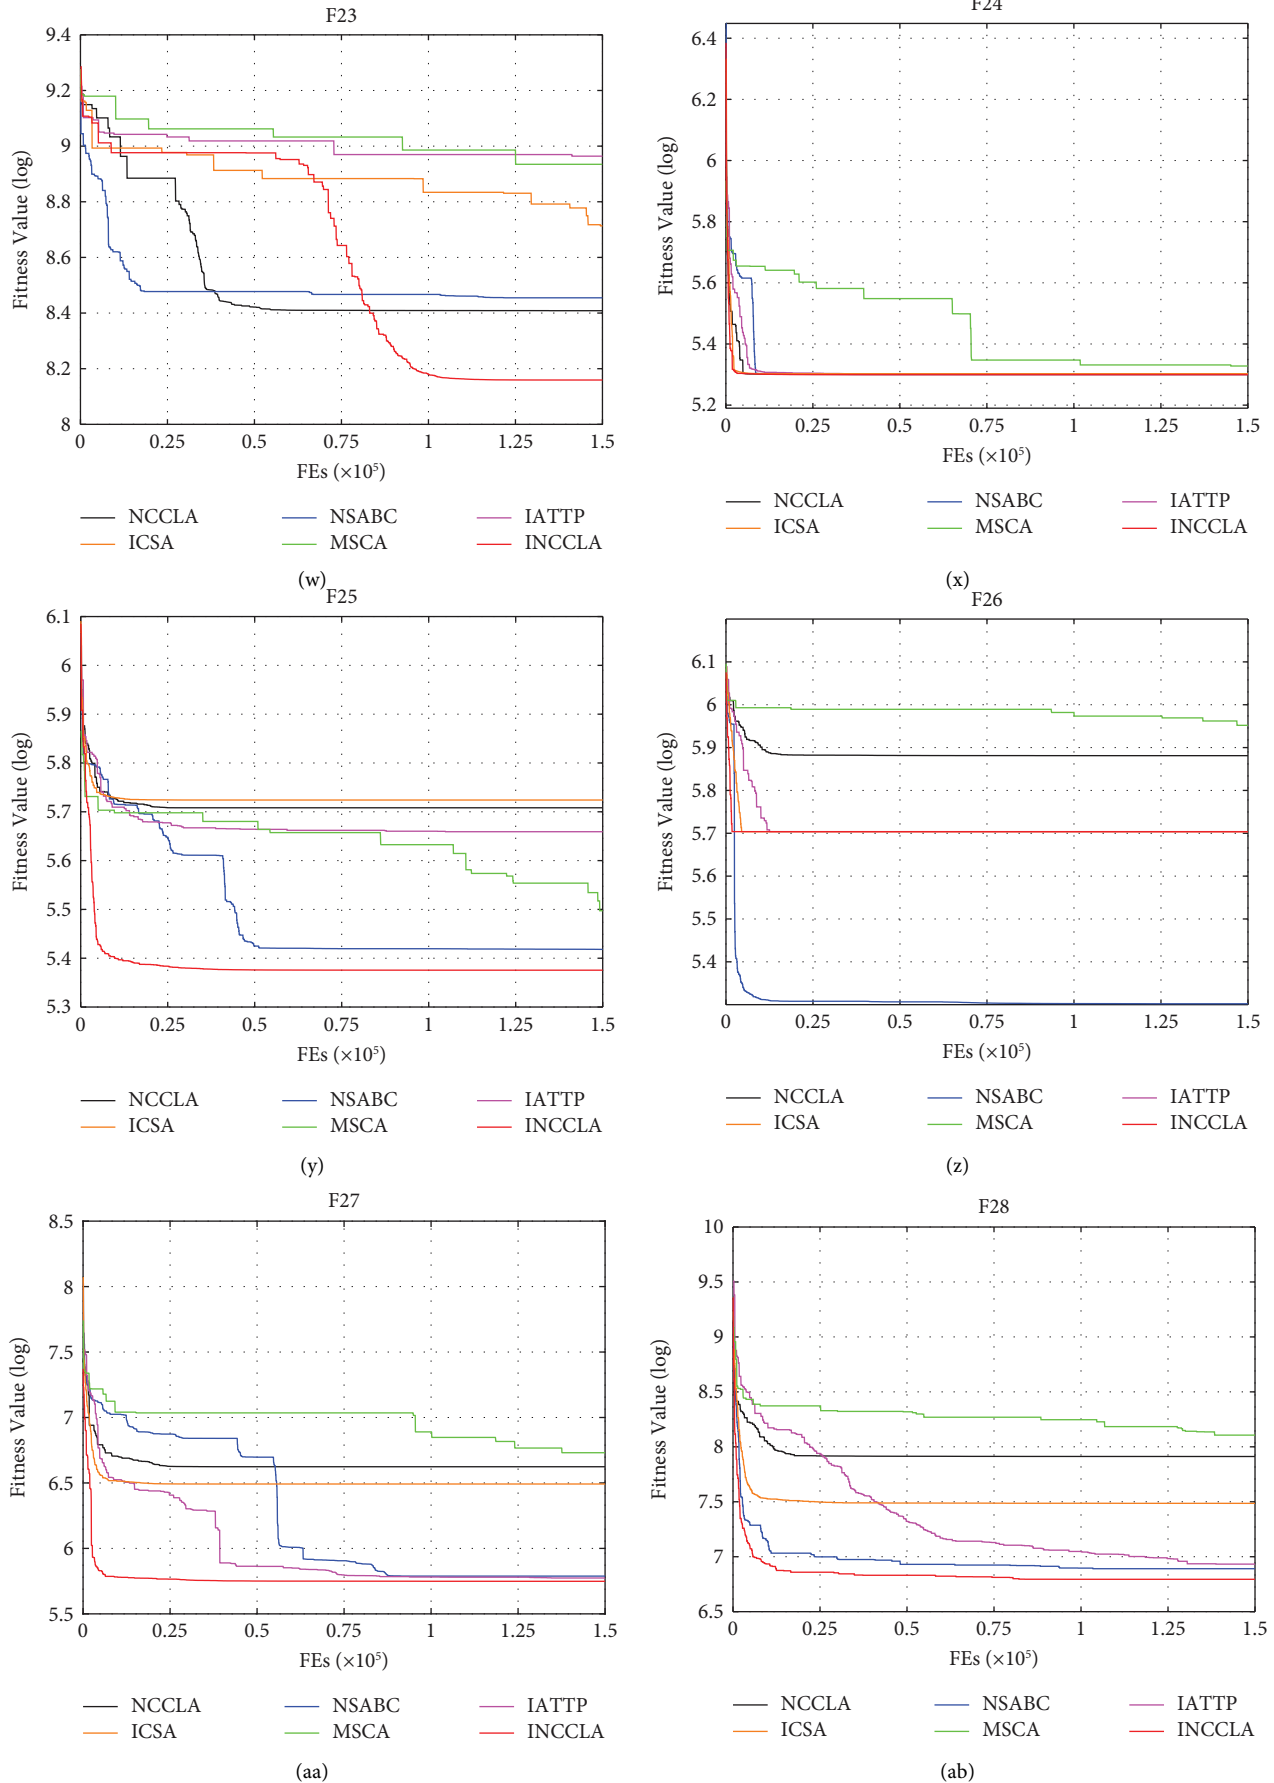 F23
9.4
9.2
9
8.8
8.6
8.4
8.2
8
Fitness Value (log)
0 0.25 0.5 0.75 1 1.25 1.5
FEs (×10⁵)
NCCLA NSABC IATTP
ICSA MSCA INCCLA
(w)
F24
6.4
6.2
6
5.8
5.6
5.4
5.2
Fitness Value (log)
0 0.25 0.5 0.75 1 1.25 1.5
FEs (×10⁵)
NCCLA NSABC IATTP
ICSA MSCA INCCLA
(x)
F25
6.1
6
5.9
5.8
5.7
5.6
5.5
5.4
5.3
Fitness Value (log)
0 0.25 0.5 0.75 1 1.25 1.5
FEs (×10⁵)
NCCLA NSABC IATTP
ICSA MSCA INCCLA
(y)
F26
6.1
6
5.9
5.8
5.7
5.6
5.5
5.4
Fitness Value (log)
0 0.25 0.5 0.75 1 1.25 1.5
FEs (×10⁵)
NCCLA NSABC IATTP
ICSA MSCA INCCLA
(z)
F27
8.5
8
7.5
7
6.5
6
5.5
Fitness Value (log)
0 0.25 0.5 0.75 1 1.25 1.5
FEs (×10⁵)
NCCLA NSABC IATTP
ICSA MSCA INCCLA
(aa)
F28
10
9.5
9
8.5
8
7.5
7
6.5
Fitness Value (log)
0 0.25 0.5 0.75 1 1.25 1.5
FEs (×10⁵)
NCCLA NSABC IATTP
ICSA MSCA INCCLA
(ab)